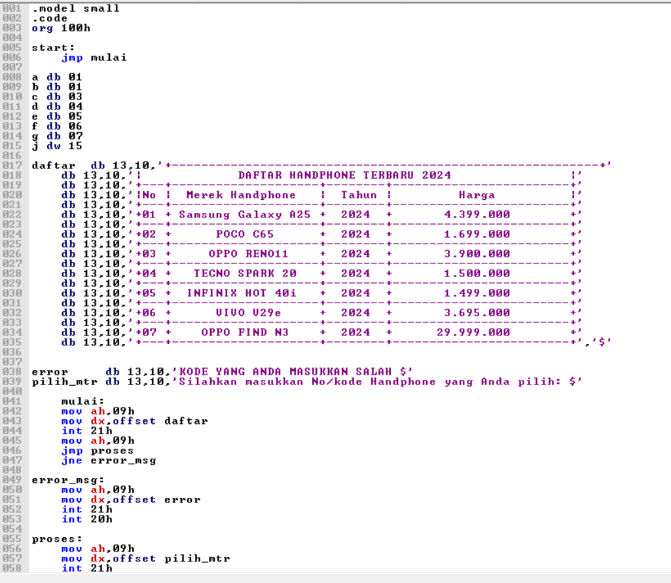 001 .model small
002 .code
003 org 100h
004
005 start:
006     jmp mulai
007
008 a db 01
009 b db 01
010 c db 03
011 d db 04
012 e db 05
013 f db 06
014 g db 07
015 j dw 15
016
017 daftar  db 13,10,'+-----------------------------------------------------------+'
018     db 13,10,'|             DAFTAR HANDPHONE TERBARU 2024                |'
019     db 13,10,'+---+--------------------+--------+-------------------------+'
020     db 13,10,'|No |  Merek Handphone   |  Tahun |         Harga           |'
021     db 13,10,'+---+--------------------+--------+-------------------------+'
022     db 13,10,'+01 + Samsung Galaxy A25 +  2024  +       4.399.000         +'
023     db 13,10,'+---+--------------------+--------+-------------------------+'
024     db 13,10,'+02 +      POCO C65      +  2024  +       1.699.000         +'
025     db 13,10,'+---+--------------------+--------+-------------------------+'
026     db 13,10,'+03 +    OPPO RENO11     +  2024  +       3.900.000         +'
027     db 13,10,'+---+--------------------+--------+-------------------------+'
028     db 13,10,'+04 +   TECNO SPARK 20   +  2024  +       1.500.000         +'
029     db 13,10,'+---+--------------------+--------+-------------------------+'
030     db 13,10,'+05 +  INFINIX HOT 40i   +  2024  +       1.499.000         +'
031     db 13,10,'+---+--------------------+--------+-------------------------+'
032     db 13,10,'+06 +      VIVO V29e     +  2024  +       3.695.000         +'
033     db 13,10,'+---+--------------------+--------+-------------------------+'
034     db 13,10,'+07 +    OPPO FIND N3    +  2024  +      29.999.000         +'
035     db 13,10,'+---+--------------------+--------+-------------------------+','$'
036
037
038 error     db 13,10,'KODE YANG ANDA MASUKKAN SALAH $'
039 pilih_mtr db 13,10,'Silahkan masukkan No/kode Handphone yang Anda pilih: $'
040
041     mulai:
042     mov ah,09h
043     mov dx,offset daftar
044     int 21h
045     mov ah,09h
046     jmp proses
047     jne error_msg
048
049 error_msg:
050     mov ah,09h
051     mov dx,offset error
052     int 21h
053     int 20h
054
055 proses:
056     mov ah,09h
057     mov dx,offset pilih_mtr
058     int 21h